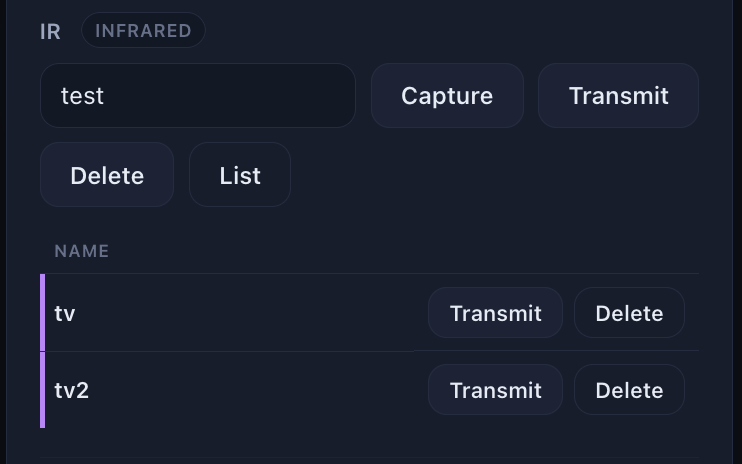 IR INFRARED
test Capture Transmit
Delete List
NAME
tv Transmit Delete
tv2 Transmit Delete